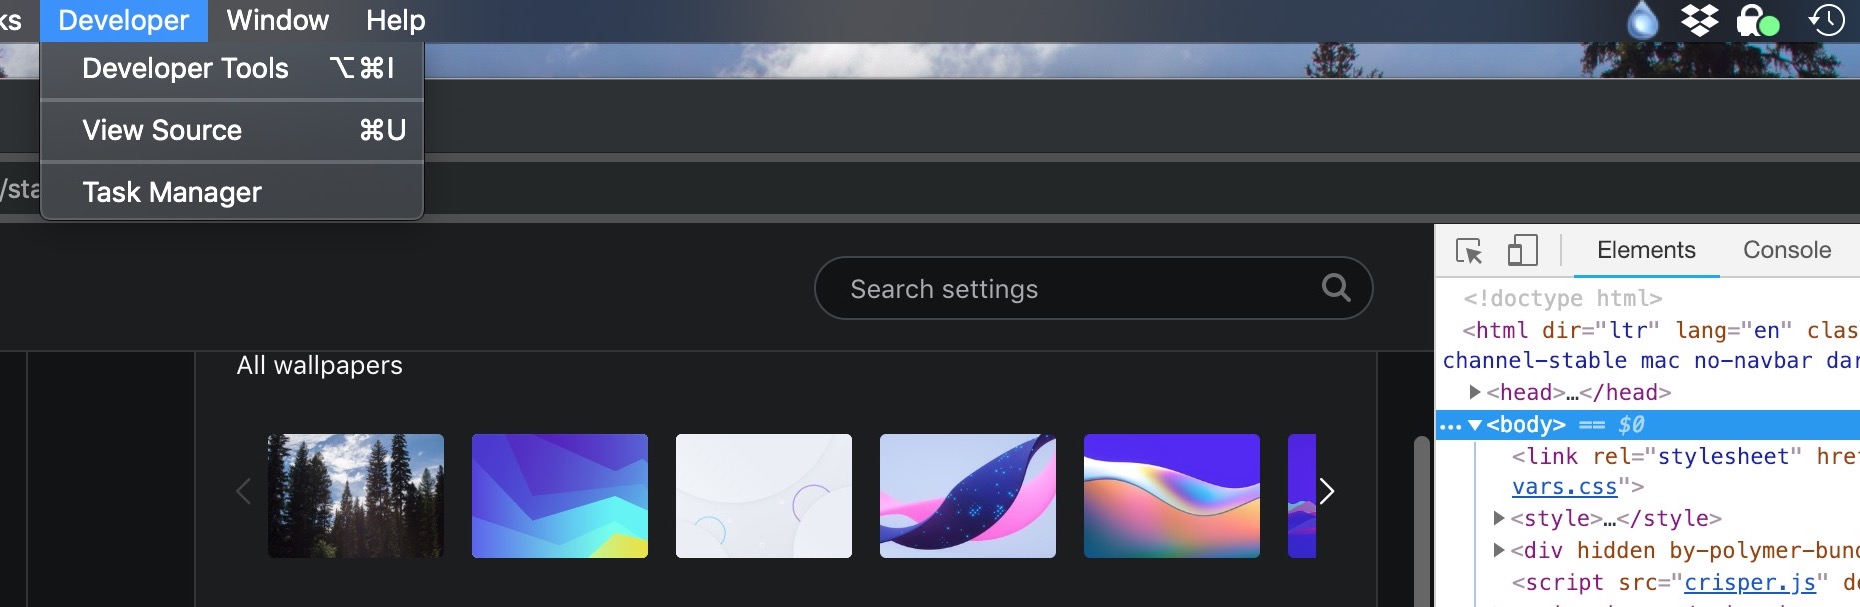 ks Developer Window Help
Developer Tools ⌥⌘I
View Source ⌘U
/sta
Task Manager
Search settings
All wallpapers
Elements Console
<!doctype html>
<html dir="ltr" lang="en" clas
channel-stable mac no-navbar dar
▶<head>…</head>
…▼<body> == $0
<link rel="stylesheet" href
vars.css">
▶<style>…</style>
▶<div hidden by-polymer-bund
<script src="crisper.js" de